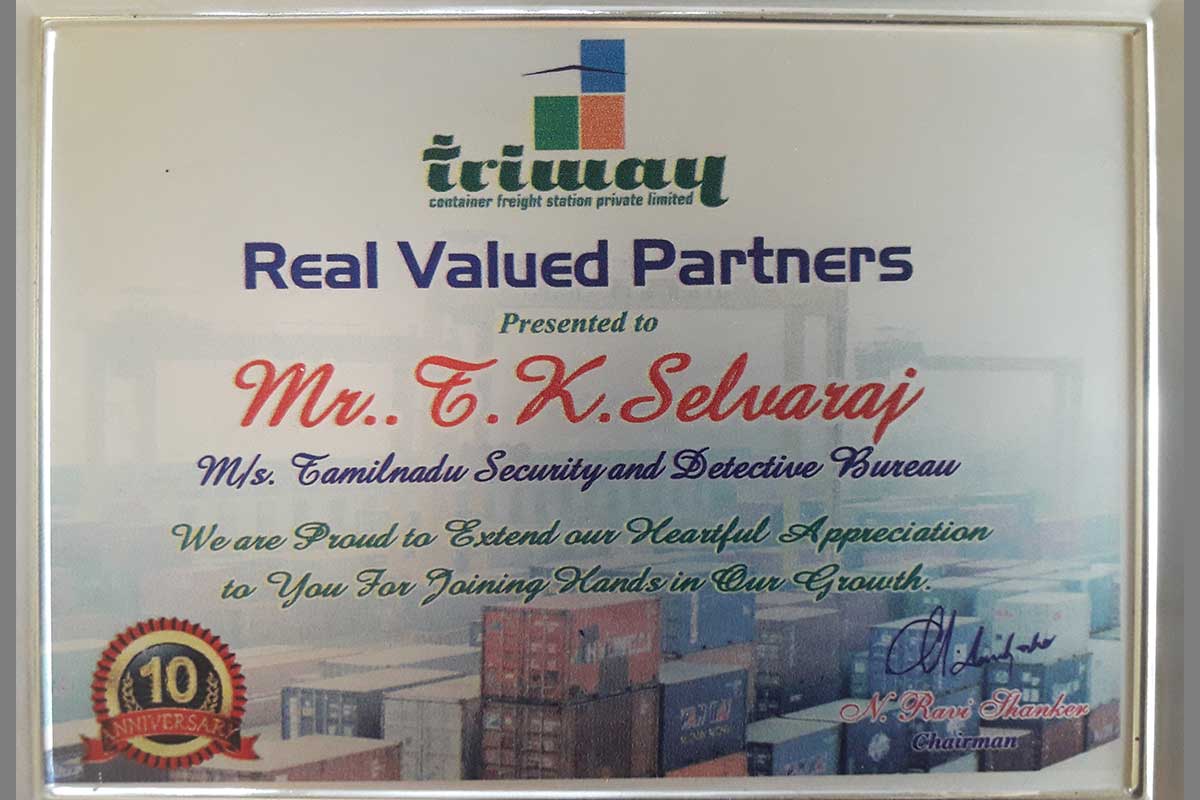 triway
container freight station private limited
Real Valued Partners
Presented to
Mr.. T.K.Selvaraj
M/s. Tamilnadu Security and Detective Bureau
We are Proud to Extend our Heartful Appreciation
to You For Joining Hands in Our Growth.
10
ANNIVERSARY
N. Ravi Shanker
Chairman